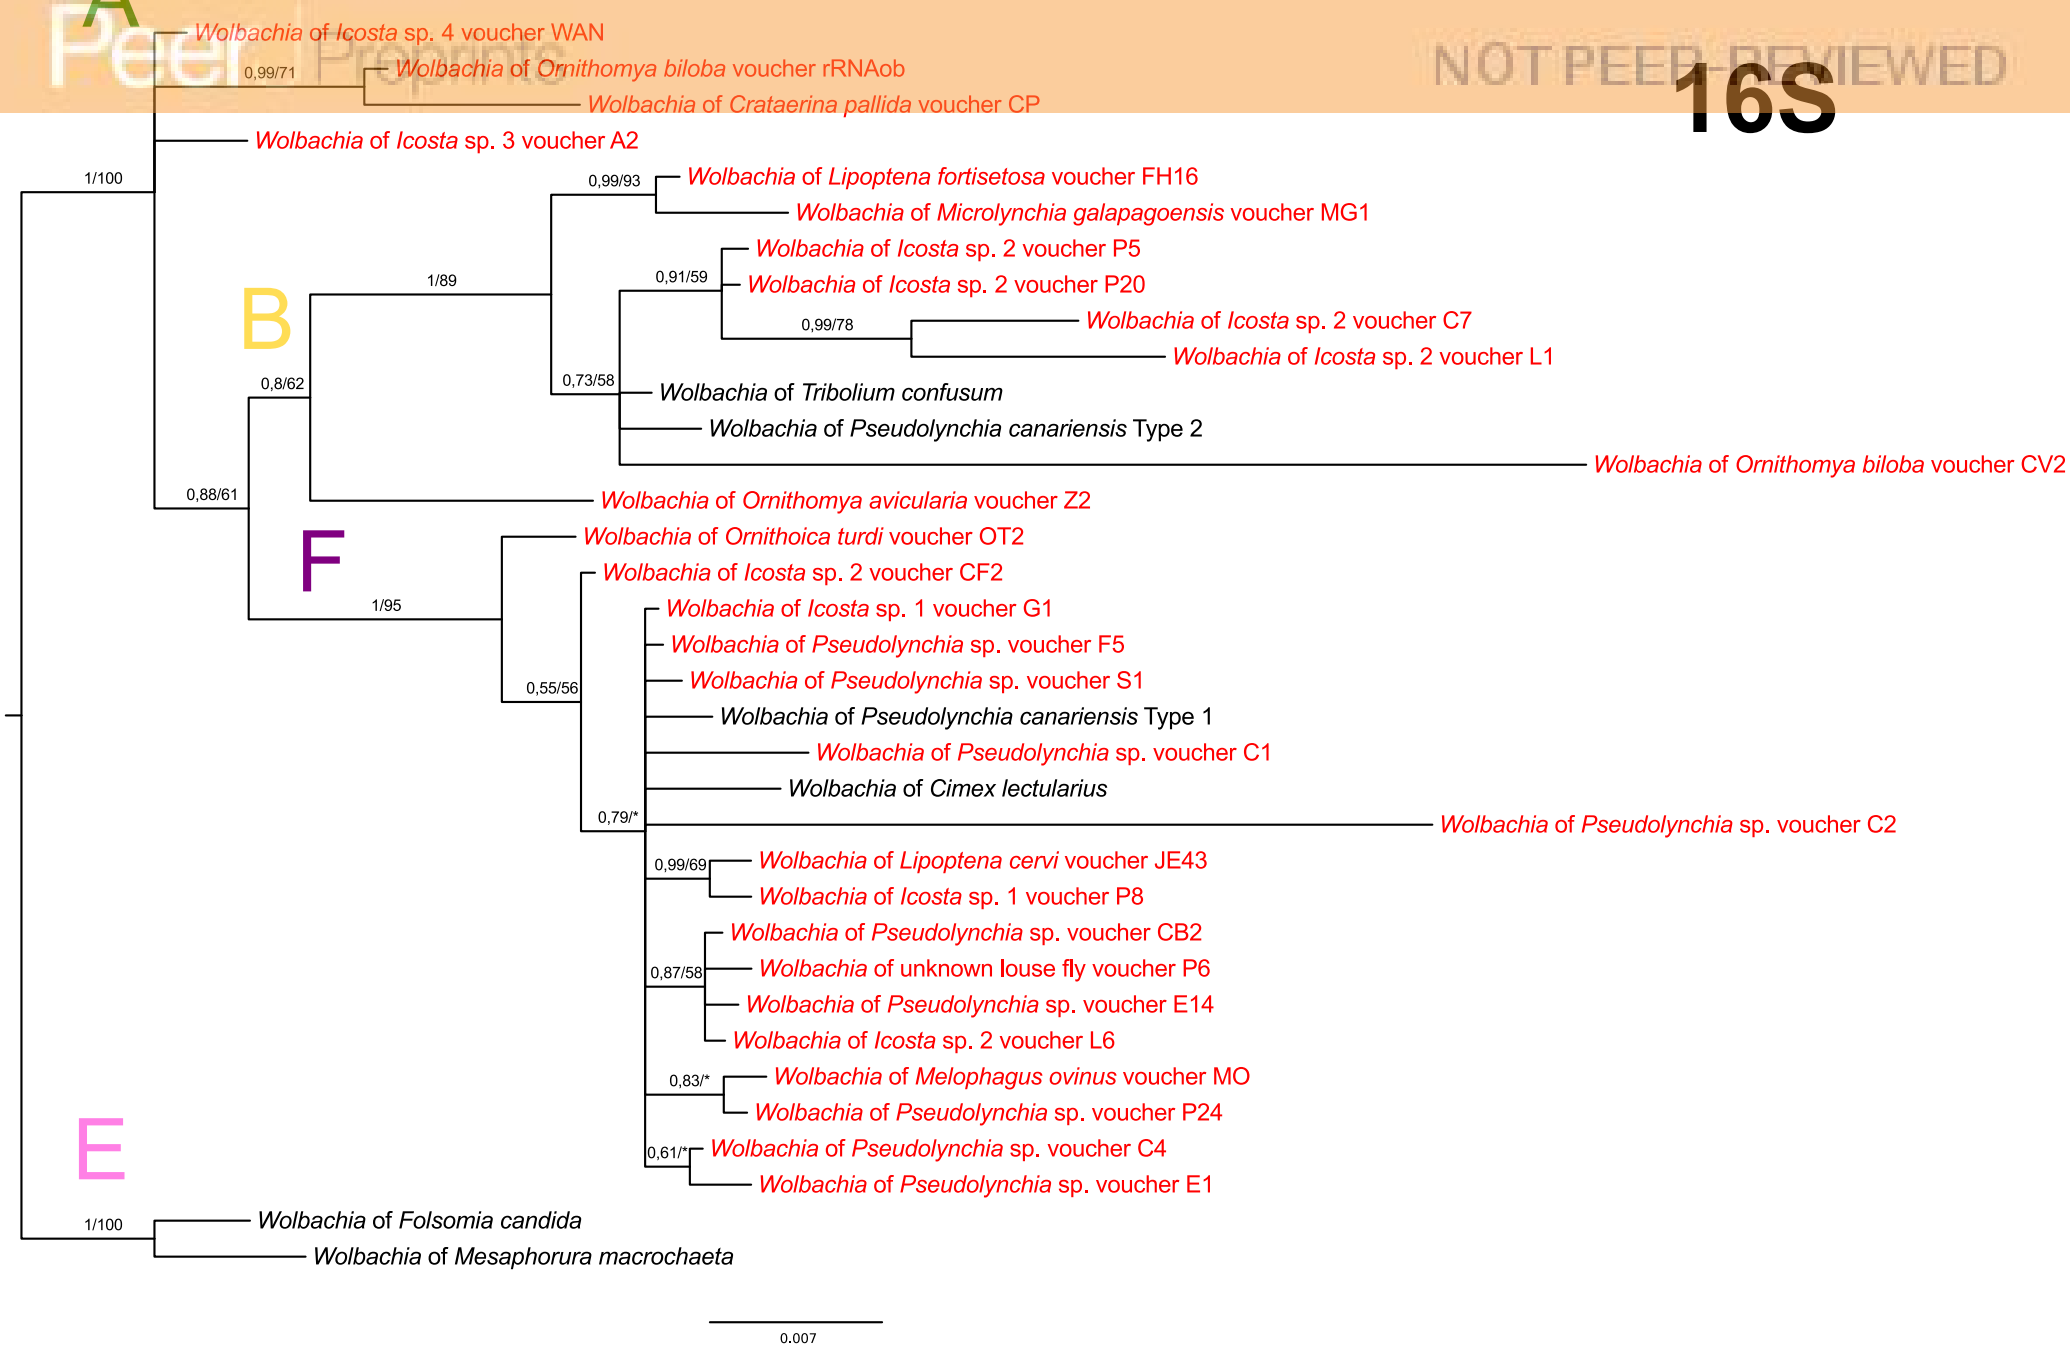 A
Peer Preprints
NOT PEER-REVIEWED
16S
Wolbachia of Icosta sp. 4 voucher WAN
0,99/71
Wolbachia of Ornithomya biloba voucher rRNAob
Wolbachia of Crataerina pallida voucher CP
Wolbachia of Icosta sp. 3 voucher A2
1/100
0,99/93
Wolbachia of Lipoptena fortisetosa voucher FH16
Wolbachia of Microlynchia galapagoensis voucher MG1
Wolbachia of Icosta sp. 2 voucher P5
1/89
0,91/59
Wolbachia of Icosta sp. 2 voucher P20
B
Wolbachia of Icosta sp. 2 voucher C7
0,99/78
Wolbachia of Icosta sp. 2 voucher L1
0,8/62
0,73/58
Wolbachia of Tribolium confusum
Wolbachia of Pseudolynchia canariensis Type 2
Wolbachia of Ornithomya biloba voucher CV2
0,88/61
Wolbachia of Ornithomya avicularia voucher Z2
F
Wolbachia of Ornithoica turdi voucher OT2
Wolbachia of Icosta sp. 2 voucher CF2
1/95
Wolbachia of Icosta sp. 1 voucher G1
Wolbachia of Pseudolynchia sp. voucher F5
0,55/56
Wolbachia of Pseudolynchia sp. voucher S1
Wolbachia of Pseudolynchia canariensis Type 1
Wolbachia of Pseudolynchia sp. voucher C1
Wolbachia of Cimex lectularius
0,79/*
Wolbachia of Pseudolynchia sp. voucher C2
0,99/69
Wolbachia of Lipoptena cervi voucher JE43
Wolbachia of Icosta sp. 1 voucher P8
Wolbachia of Pseudolynchia sp. voucher CB2
0,87/58
Wolbachia of unknown louse fly voucher P6
Wolbachia of Pseudolynchia sp. voucher E14
Wolbachia of Icosta sp. 2 voucher L6
0,83/*
Wolbachia of Melophagus ovinus voucher MO
Wolbachia of Pseudolynchia sp. voucher P24
0,61/*
Wolbachia of Pseudolynchia sp. voucher C4
E
Wolbachia of Pseudolynchia sp. voucher E1
1/100
Wolbachia of Folsomia candida
Wolbachia of Mesaphorura macrochaeta
0.007